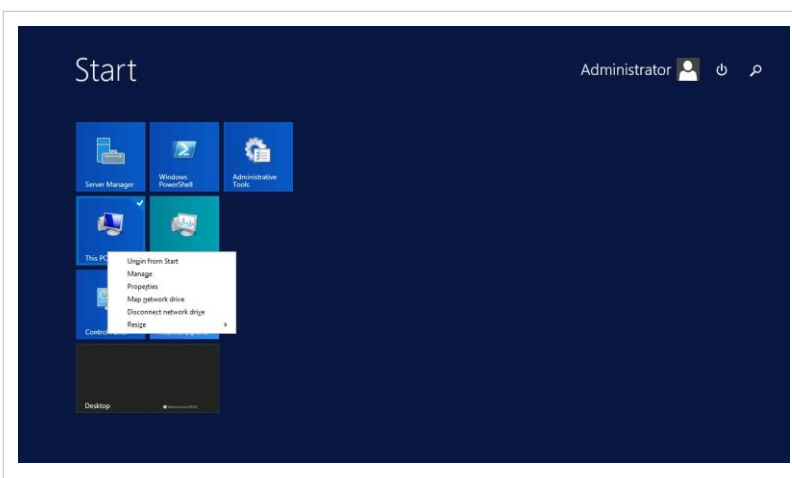 Start
Administrator
Server Manager
Windows
PowerShell
Administrative
Tools
This PC
Unpin from Start
Manage
Properties
Map network drive
Disconnect network drive
Resize
Desktop